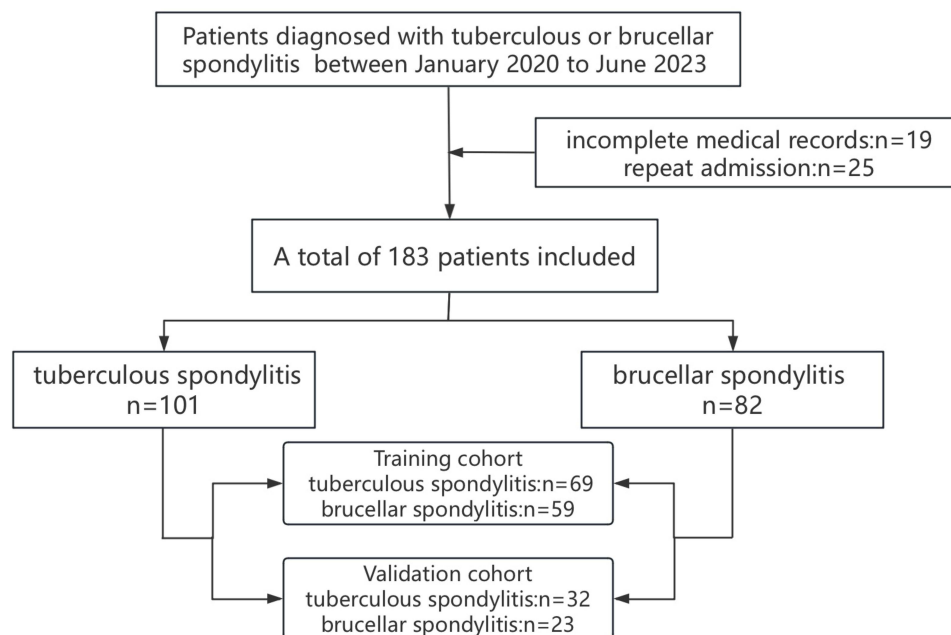 Patients diagnosed with tuberculous or brucellar
spondylitis  between January 2020 to June 2023
incomplete medical records:n=19
repeat admission:n=25
A total of 183 patients included
tuberculous spondylitis
n=101
brucellar spondylitis
n=82
Training cohort
tuberculous spondylitis:n=69
brucellar spondylitis:n=59
Validation cohort
tuberculous spondylitis:n=32
brucellar spondylitis:n=23